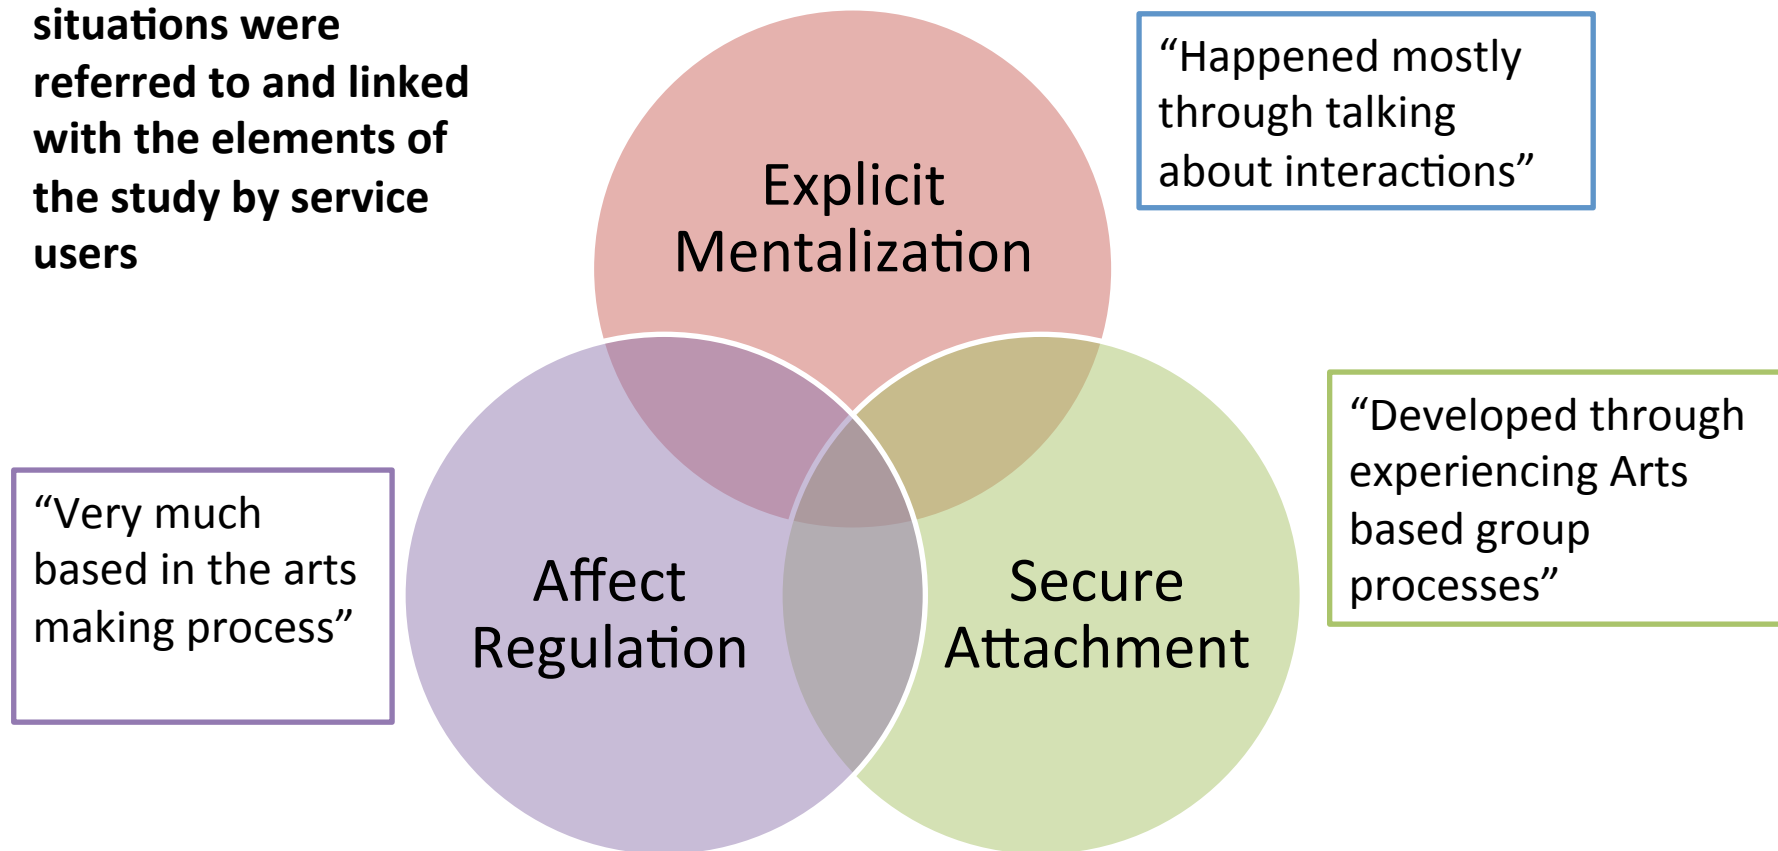 situations were
referred to and linked
with the elements of
the study by service
users
“Happened mostly
through talking
about interactions”
Explicit
Mentalization
“Developed through
experiencing Arts
based group
processes”
“Very much
based in the arts
making process”
Affect
Regulation
Secure
Attachment